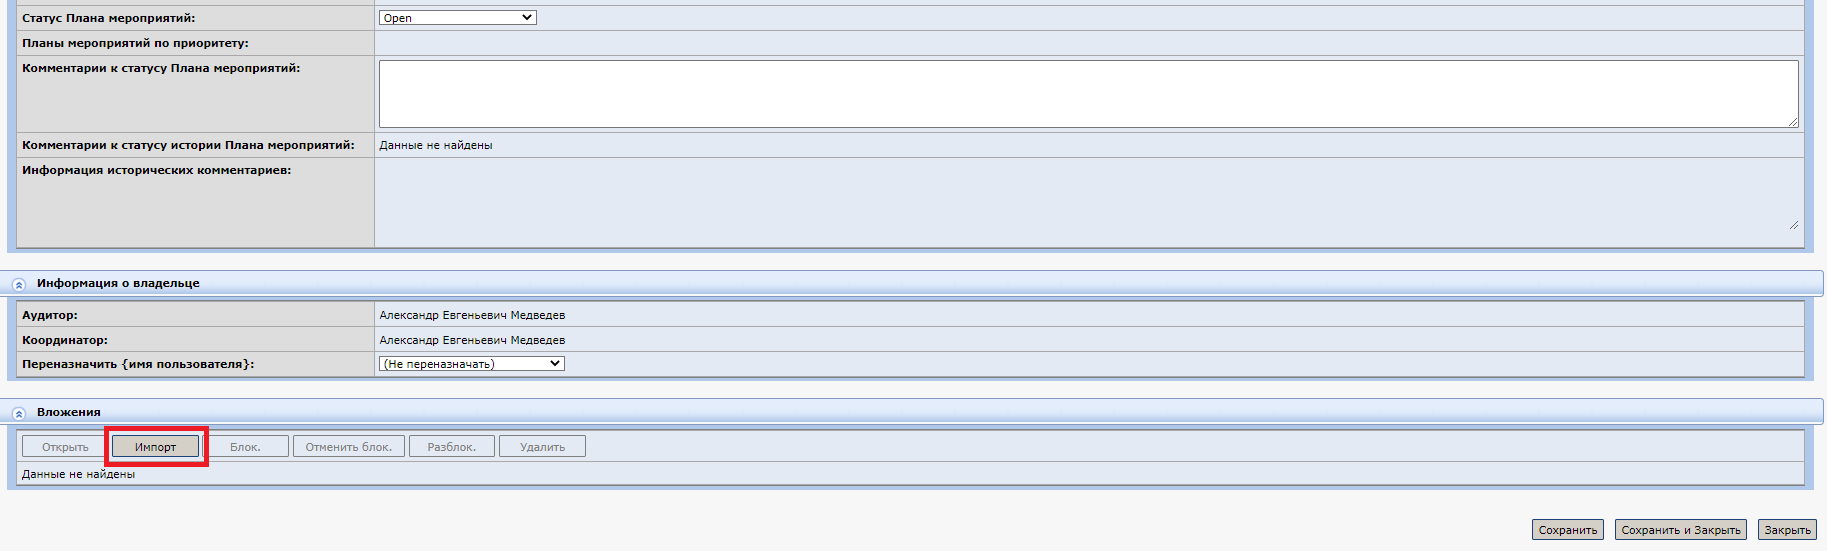 Статус Плана мероприятий: Open
Планы мероприятий по приоритету:
Комментарии к статусу Плана мероприятий:
Комментарии к статусу истории Плана мероприятий: Данные не найдены
Информация исторических комментариев:
Информация о владельце
Аудитор: Александр Евгеньевич Медведев
Координатор: Александр Евгеньевич Медведев
Переназначить {имя пользователя}: (Не переназначать)
Вложения
Открыть Импорт Блок. Отменить блок. Разблок. Удалить
Данные не найдены
Сохранить Сохранить и Закрыть Закрыть